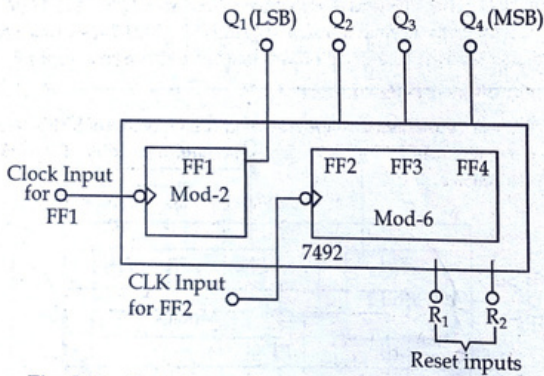 Q₁(LSB) Q₂ Q₃ Q₄(MSB)
FF1
Mod-2
FF2 FF3 FF4
Mod-6
Clock Input
for
FF1
7492
CLK Input
for FF2
R₁ R₂
Reset inputs